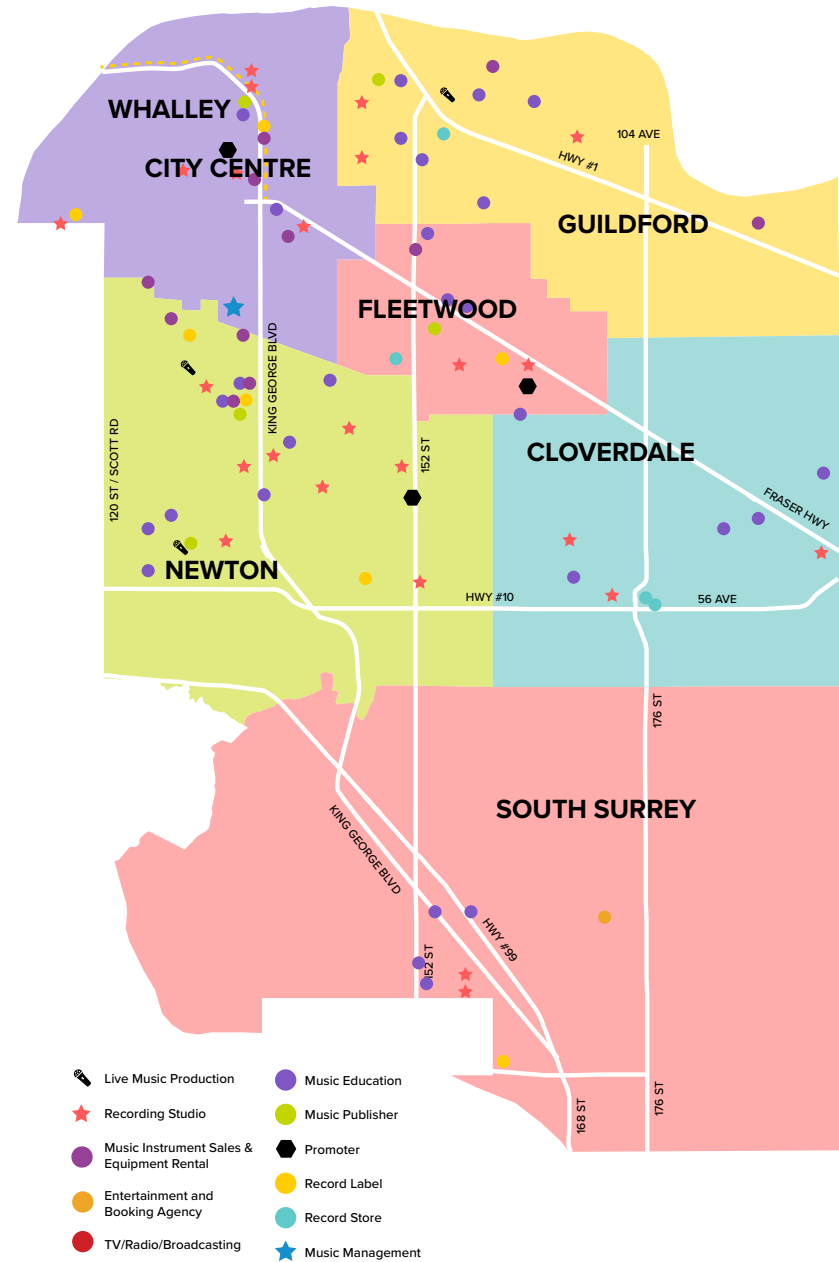 WHALLEY
CITY CENTRE
104 AVE
HWY #1
GUILDFORD
FLEETWOOD
KING GEORGE BLVD
120 ST / SCOTT RD
152 ST
CLOVERDALE
FRASER HWY
NEWTON
HWY #10
56 AVE
176 ST
SOUTH SURREY
KING GEORGE BLVD
HWY #99
152 ST
168 ST
176 ST
Live Music Production
Recording Studio
Music Instrument Sales &
Equipment Rental
Entertainment and
Booking Agency
TV/Radio/Broadcasting
Music Education
Music Publisher
Promoter
Record Label
Record Store
Music Management